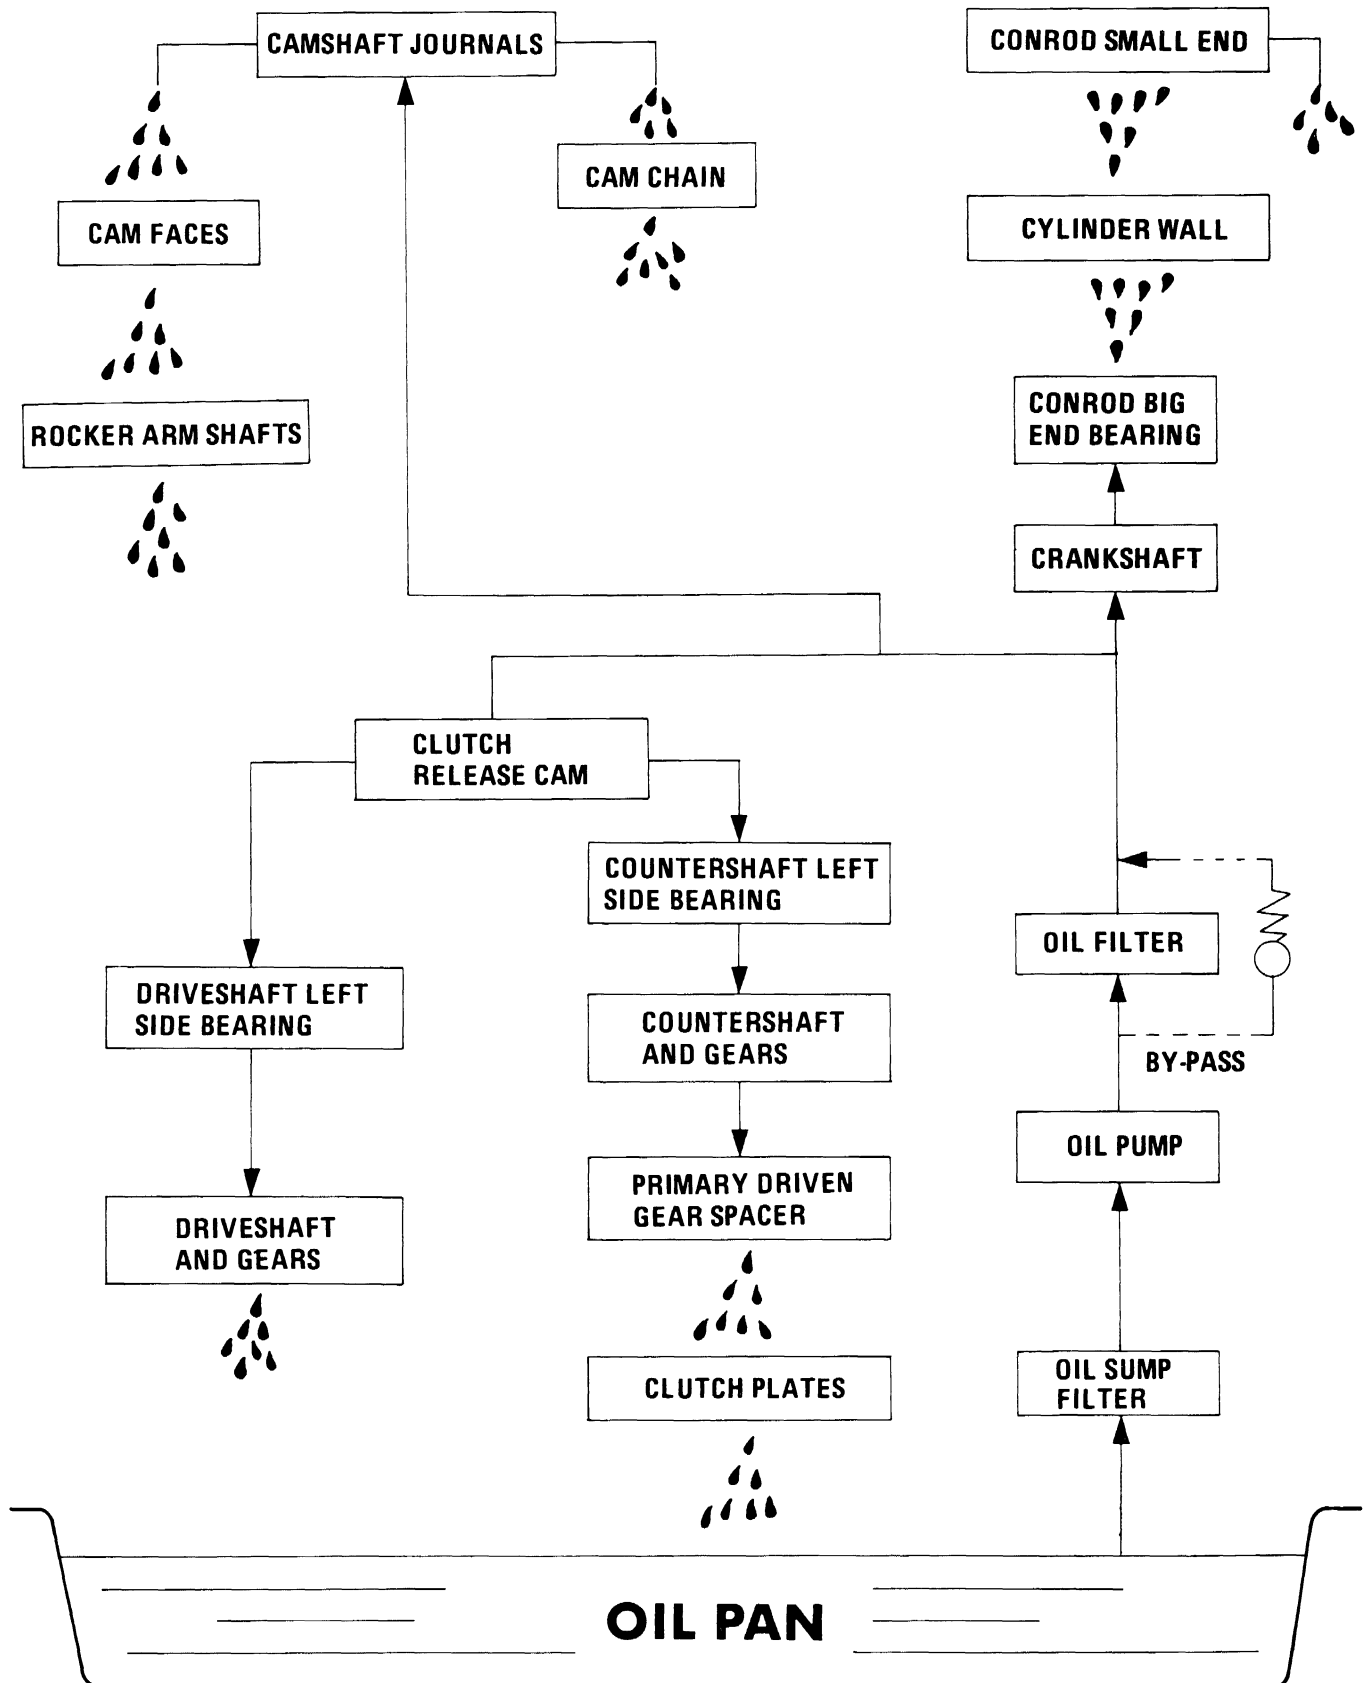 CAMSHAFT JOURNALS
CONROD SMALL END
CAM CHAIN
CAM FACES
CYLINDER WALL
ROCKER ARM SHAFTS
CONROD BIG
END BEARING
CRANKSHAFT
CLUTCH
RELEASE CAM
COUNTERSHAFT LEFT
SIDE BEARING
OIL FILTER
DRIVESHAFT LEFT
SIDE BEARING
COUNTERSHAFT
AND GEARS
BY-PASS
OIL PUMP
PRIMARY DRIVEN
GEAR SPACER
DRIVESHAFT
AND GEARS
CLUTCH PLATES
OIL SUMP
FILTER
OIL PAN